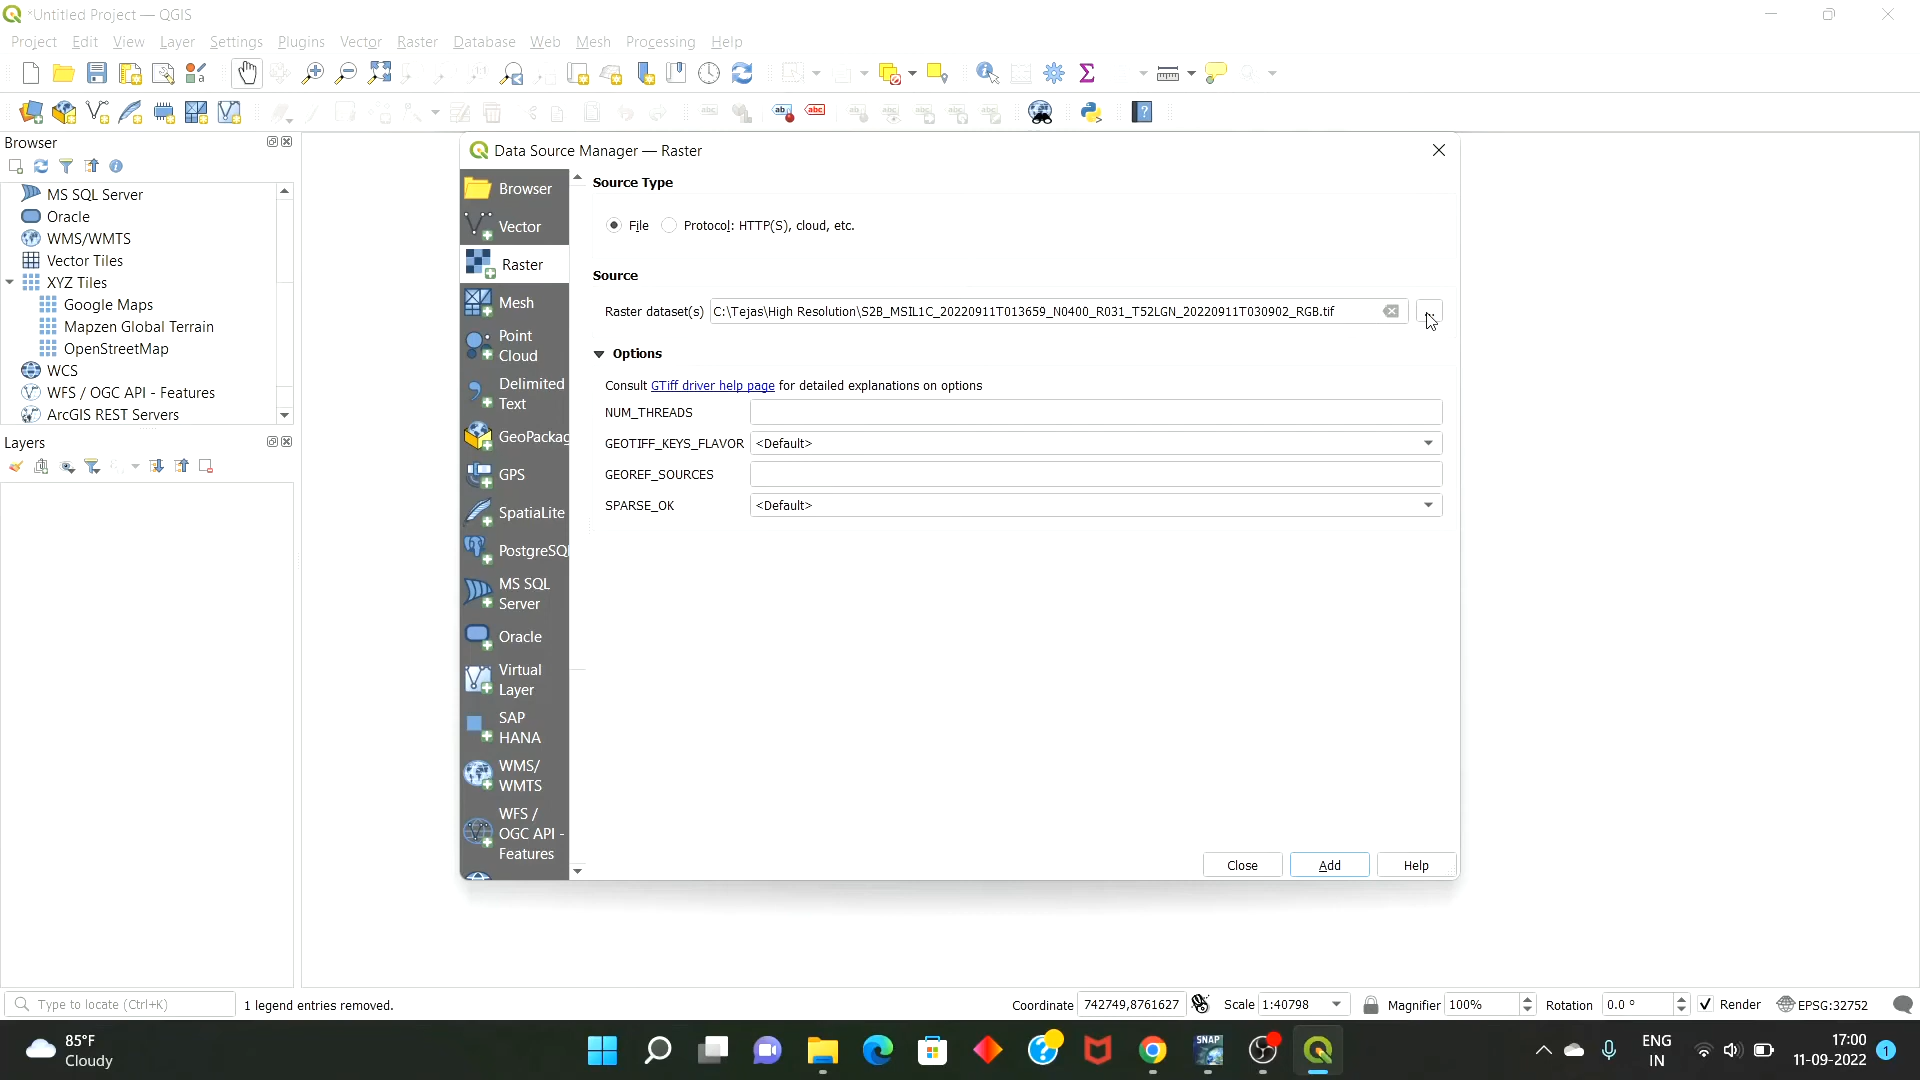 *Untitled Project — QGIS
Project Edit View Layer Settings Plugins Vector Raster Database Web Mesh Processing Help
Browser
MS SQL Server
Oracle
WMS/WMTS
Vector Tiles
XYZ Tiles
Google Maps
Mapzen Global Terrain
OpenStreetMap
WCS
WFS / OGC API - Features
ArcGIS REST Servers
Layers
Data Source Manager — Raster
Browser
Vector
Raster
Mesh
Point
Cloud
Delimited
Text
GeoPackag
GPS
SpatiaLite
PostgreSQ
MS SQL
Server
Oracle
Virtual
Layer
SAP
HANA
WMS/
WMTS
WFS /
OGC API -
Features
Source Type
File Protocol: HTTP(S), cloud, etc.
Source
Raster dataset(s) C:\Tejas\High Resolution\S2B_MSIL1C_20220911T013659_N0400_R031_T52LGN_20220911T030902_RGB.tif
Options
Consult GTiff driver help page for detailed explanations on options
NUM_THREADS
GEOTIFF_KEYS_FLAVOR <Default>
GEOREF_SOURCES
SPARSE_OK <Default>
Close Add Help
Type to locate (Ctrl+K) 1 legend entries removed. Coordinate 742749,8761627 Scale 1:40798 Magnifier 100% Rotation 0.0 ° Render EPSG:32752
85°F
Cloudy
SNAP
ENG
IN
17:00
11-09-2022
1